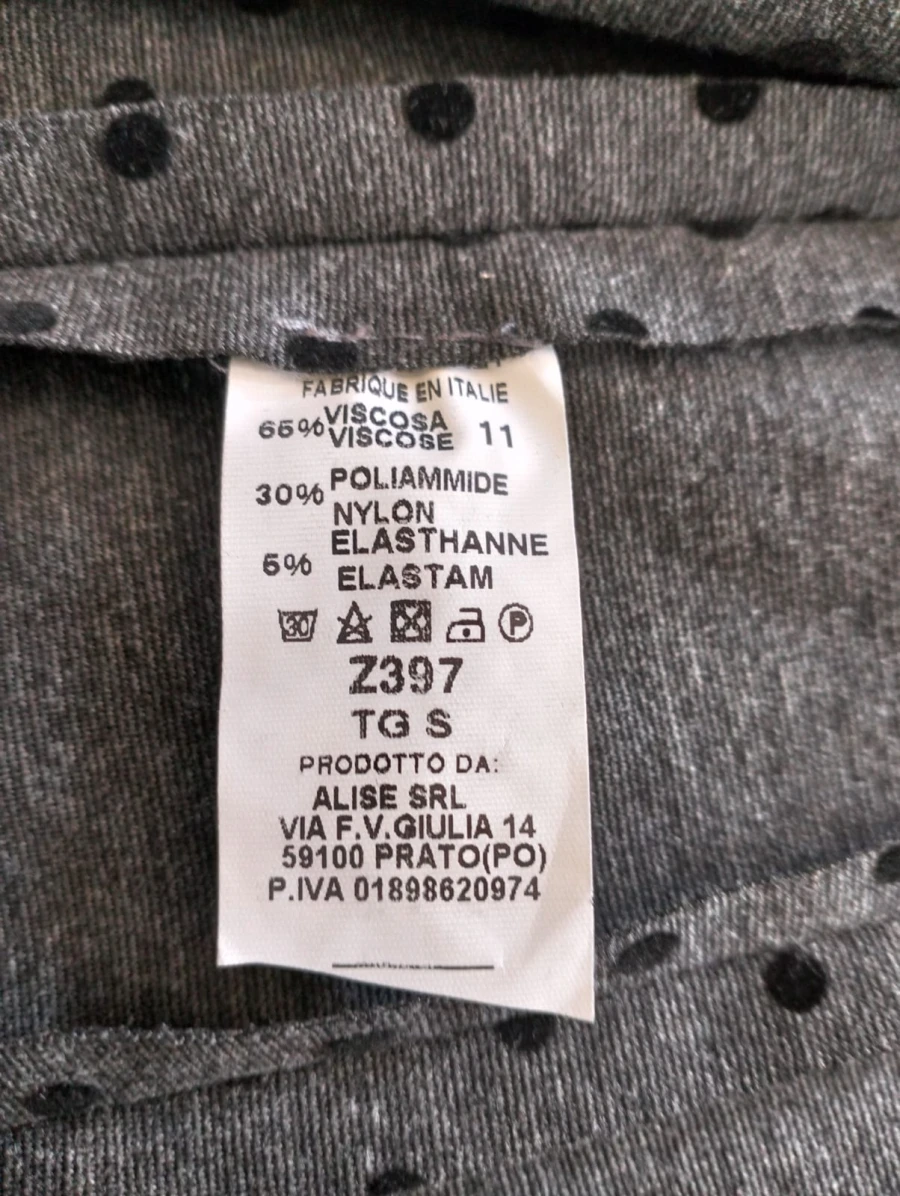 FABRIQUE EN ITALIE
65% VISCOSA
VISCOSE 11
30% POLIAMMIDE
NYLON
ELASTHANNE
5% ELASTAM
30 P
Z397
TG S
PRODOTTO DA:
ALISE SRL
VIA F.V.GIULIA 14
59100 PRATO(PO)
P.IVA 01898620974